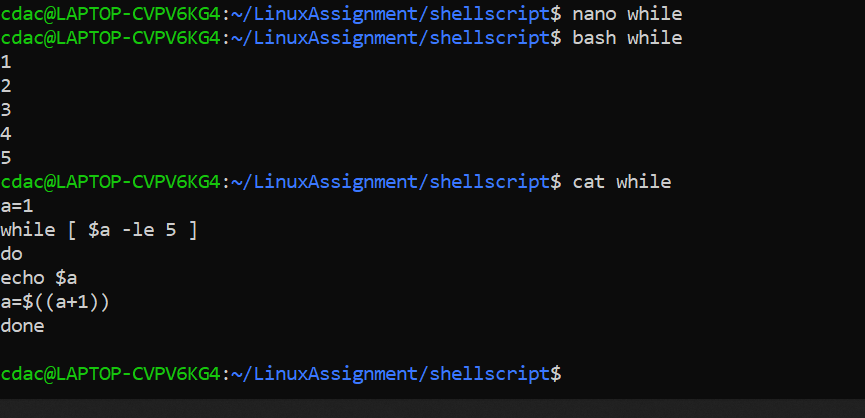 cdac@LAPTOP-CVPV6KG4:~/LinuxAssignment/shellscript$ nano while
cdac@LAPTOP-CVPV6KG4:~/LinuxAssignment/shellscript$ bash while
1
2
3
4
5
cdac@LAPTOP-CVPV6KG4:~/LinuxAssignment/shellscript$ cat while
a=1
while [ $a -le 5 ]
do
echo $a
a=$((a+1))
done
cdac@LAPTOP-CVPV6KG4:~/LinuxAssignment/shellscript$